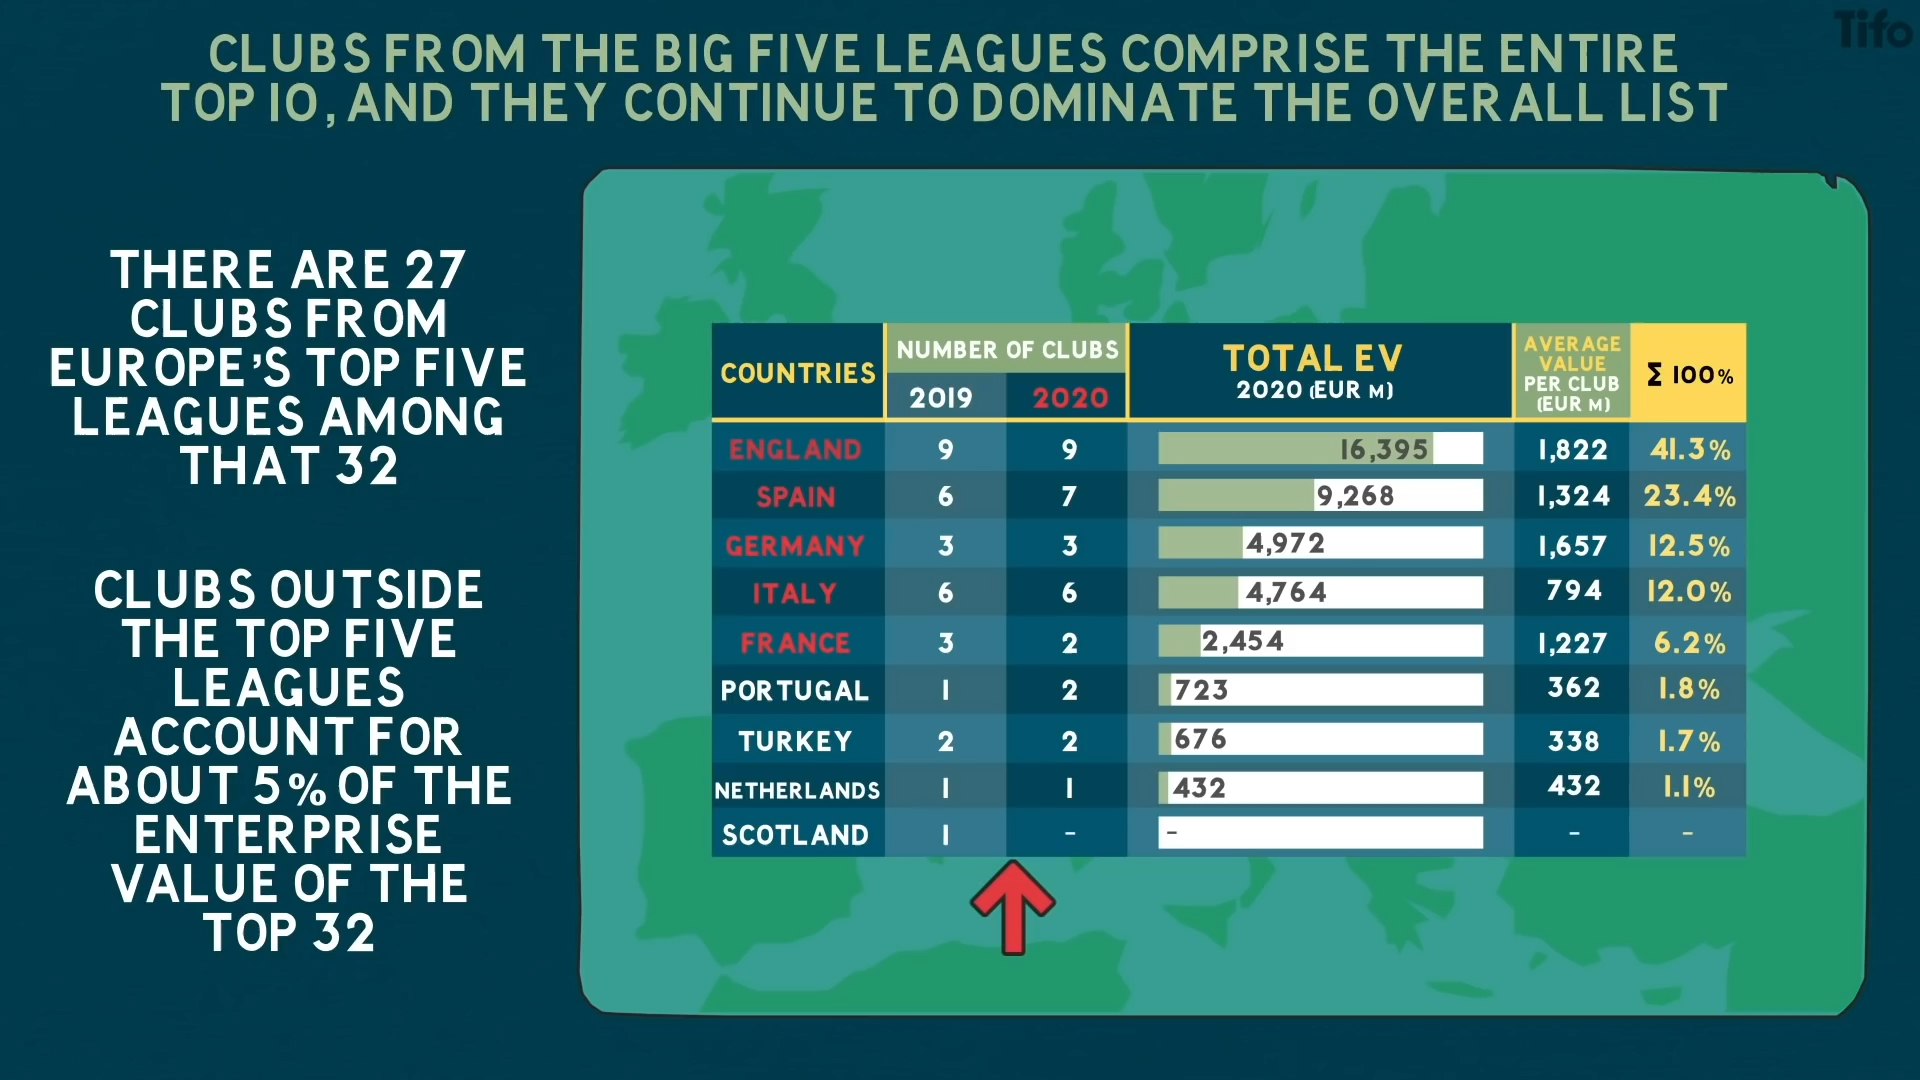 Tifo
CLUBS FROM THE BIG FIVE LEAGUES COMPRISE THE ENTIRE
TOP 10, AND THEY CONTINUE TO DOMINATE THE OVERALL LIST
THERE ARE 27
CLUBS FROM
EUROPE'S TOP FIVE
LEAGUES AMONG
THAT 32
CLUBS OUTSIDE
THE TOP FIVE
LEAGUES
ACCOUNT FOR
ABOUT 5% OF THE
ENTERPRISE
VALUE OF THE
TOP 32
COUNTRIES
NUMBER OF CLUBS
2019 2020
TOTAL EV
2020 (EUR M)
AVERAGE
VALUE
PER CLUB
(EUR M)
Σ 100%
ENGLAND 9 9 16,395 1,822 41.3%
SPAIN 6 7 9,268 1,324 23.4%
GERMANY 3 3 4,972 1,657 12.5%
ITALY 6 6 4,764 794 12.0%
FRANCE 3 2 2,454 1,227 6.2%
PORTUGAL 1 2 723 362 1.8%
TURKEY 2 2 676 338 1.7%
NETHERLANDS 1 1 432 432 1.1%
SCOTLAND 1 - - - -